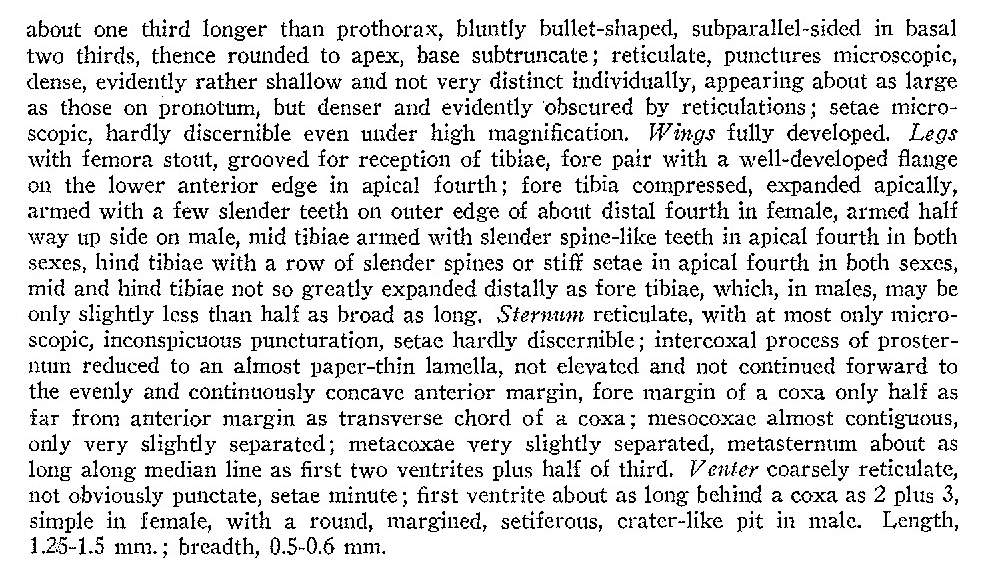 about one third longer than prothorax, bluntly bullet-shaped, subparallel-sided in basal
two thirds, thence rounded to apex, base subtruncate; reticulate, punctures microscopic,
dense, evidently rather shallow and not very distinct individually, appearing about as large
as those on pronotum, but denser and evidently obscured by reticulations; setae micro-
scopic, hardly discernible even under high magnification. Wings fully developed. Legs
with femora stout, grooved for reception of tibiae, fore pair with a well-developed flange
on the lower anterior edge in apical fourth; fore tibia compressed, expanded apically,
armed with a few slender teeth on outer edge of about distal fourth in female, armed half
way up side on male, mid tibiae armed with slender spine-like teeth in apical fourth in both
sexes, hind tibiae with a row of slender spines or stiff setae in apical fourth in both sexes,
mid and hind tibiae not so greatly expanded distally as fore tibiae, which, in males, may be
only slightly less than half as broad as long. Sternum reticulate, with at most only micro-
scopic, inconspicuous puncturation, setae hardly discernible; intercoxal process of proster-
num reduced to an almost paper-thin lamella, not elevated and not continued forward to
the evenly and continuously concave anterior margin, fore margin of a coxa only half as
far from anterior margin as transverse chord of a coxa; mesocoxae almost contiguous,
only very slightly separated; metacoxae very slightly separated, metasternum about as
long along median line as first two ventrites plus half of third. Venter coarsely reticulate,
not obviously punctate, setae minute; first ventrite about as long behind a coxa as 2 plus 3,
simple in female, with a round, margined, setiferous, crater-like pit in male. Length,
1.25-1.5 mm.; breadth, 0.5-0.6 mm.